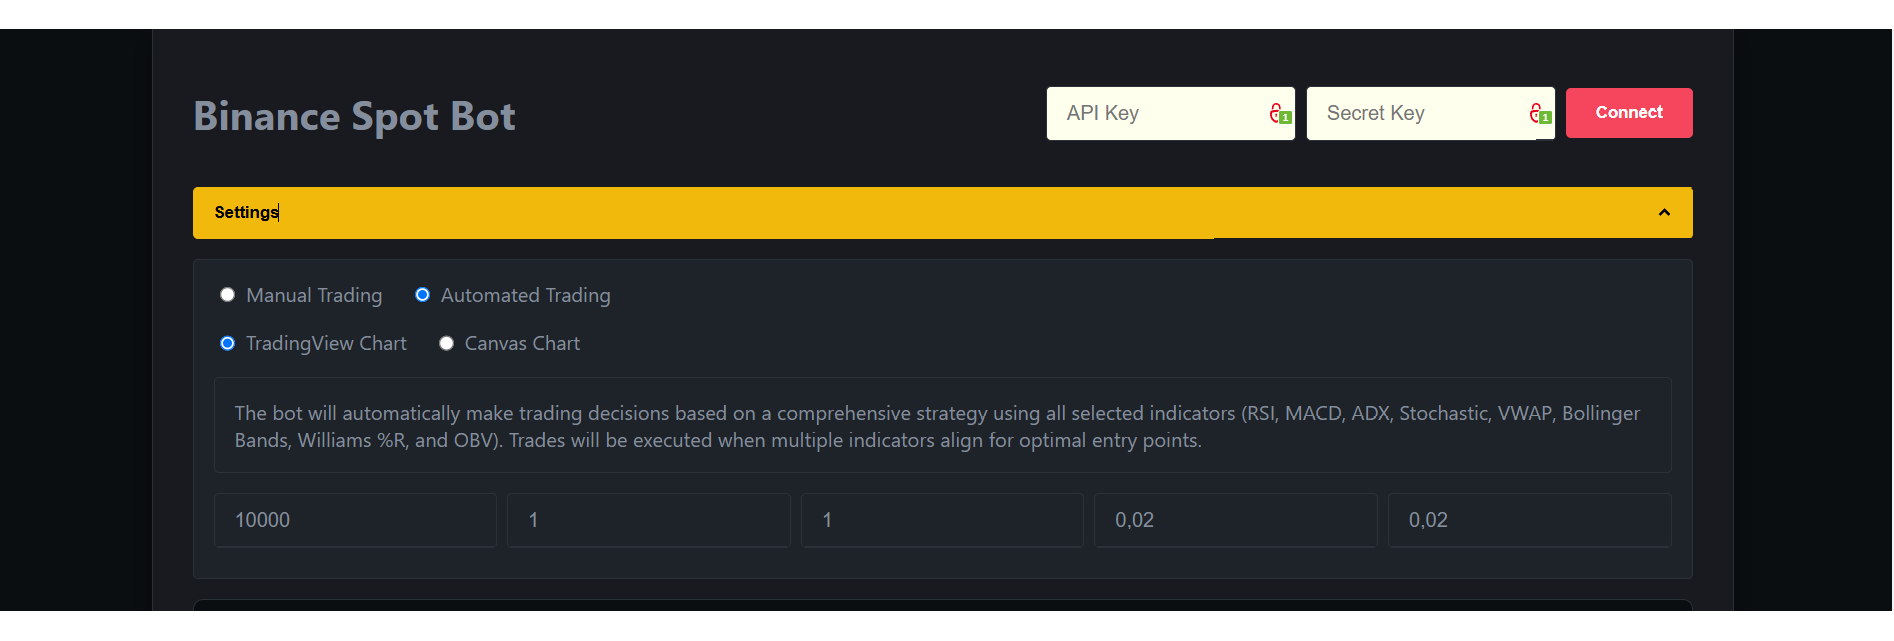 Binance Spot Bot
API Key
1
Secret Key
1
Connect
Settings
Manual Trading
Automated Trading
TradingView Chart
Canvas Chart
The bot will automatically make trading decisions based on a comprehensive strategy using all selected indicators (RSI, MACD, ADX, Stochastic, VWAP, Bollinger
Bands, Williams %R, and OBV). Trades will be executed when multiple indicators align for optimal entry points.
10000
1
1
0,02
0,02